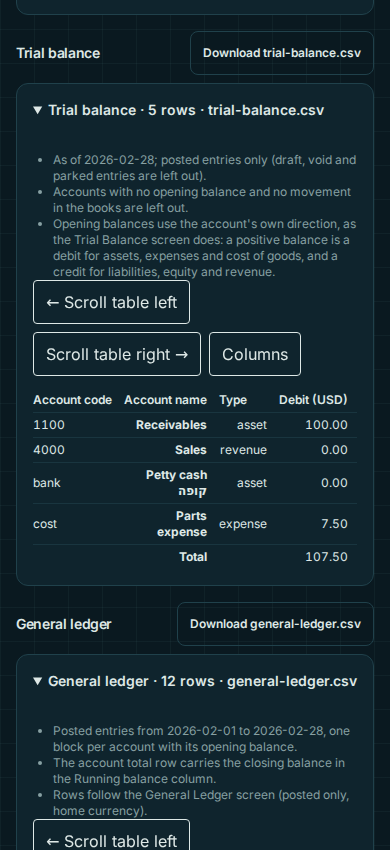 Trial balance
Download trial-balance.csv
▼ Trial balance · 5 rows · trial-balance.csv
• As of 2026-02-28; posted entries only (draft, void and
parked entries are left out).
• Accounts with no opening balance and no movement
in the books are left out.
• Opening balances use the account's own direction, as
the Trial Balance screen does: a positive balance is a
debit for assets, expenses and cost of goods, and a
credit for liabilities, equity and revenue.
← Scroll table left
Scroll table right →
Columns
Account code Account name Type Debit (USD)
1100 Receivables asset 100.00
4000 Sales revenue 0.00
bank Petty cash asset 0.00
קופה
cost Parts expense 7.50
expense
Total 107.50
General ledger
Download general-ledger.csv
▼ General ledger · 12 rows · general-ledger.csv
• Posted entries from 2026-02-01 to 2026-02-28, one
block per account with its opening balance.
• The account total row carries the closing balance in
the Running balance column.
• Rows follow the General Ledger screen (posted only,
home currency).
← Scroll table left